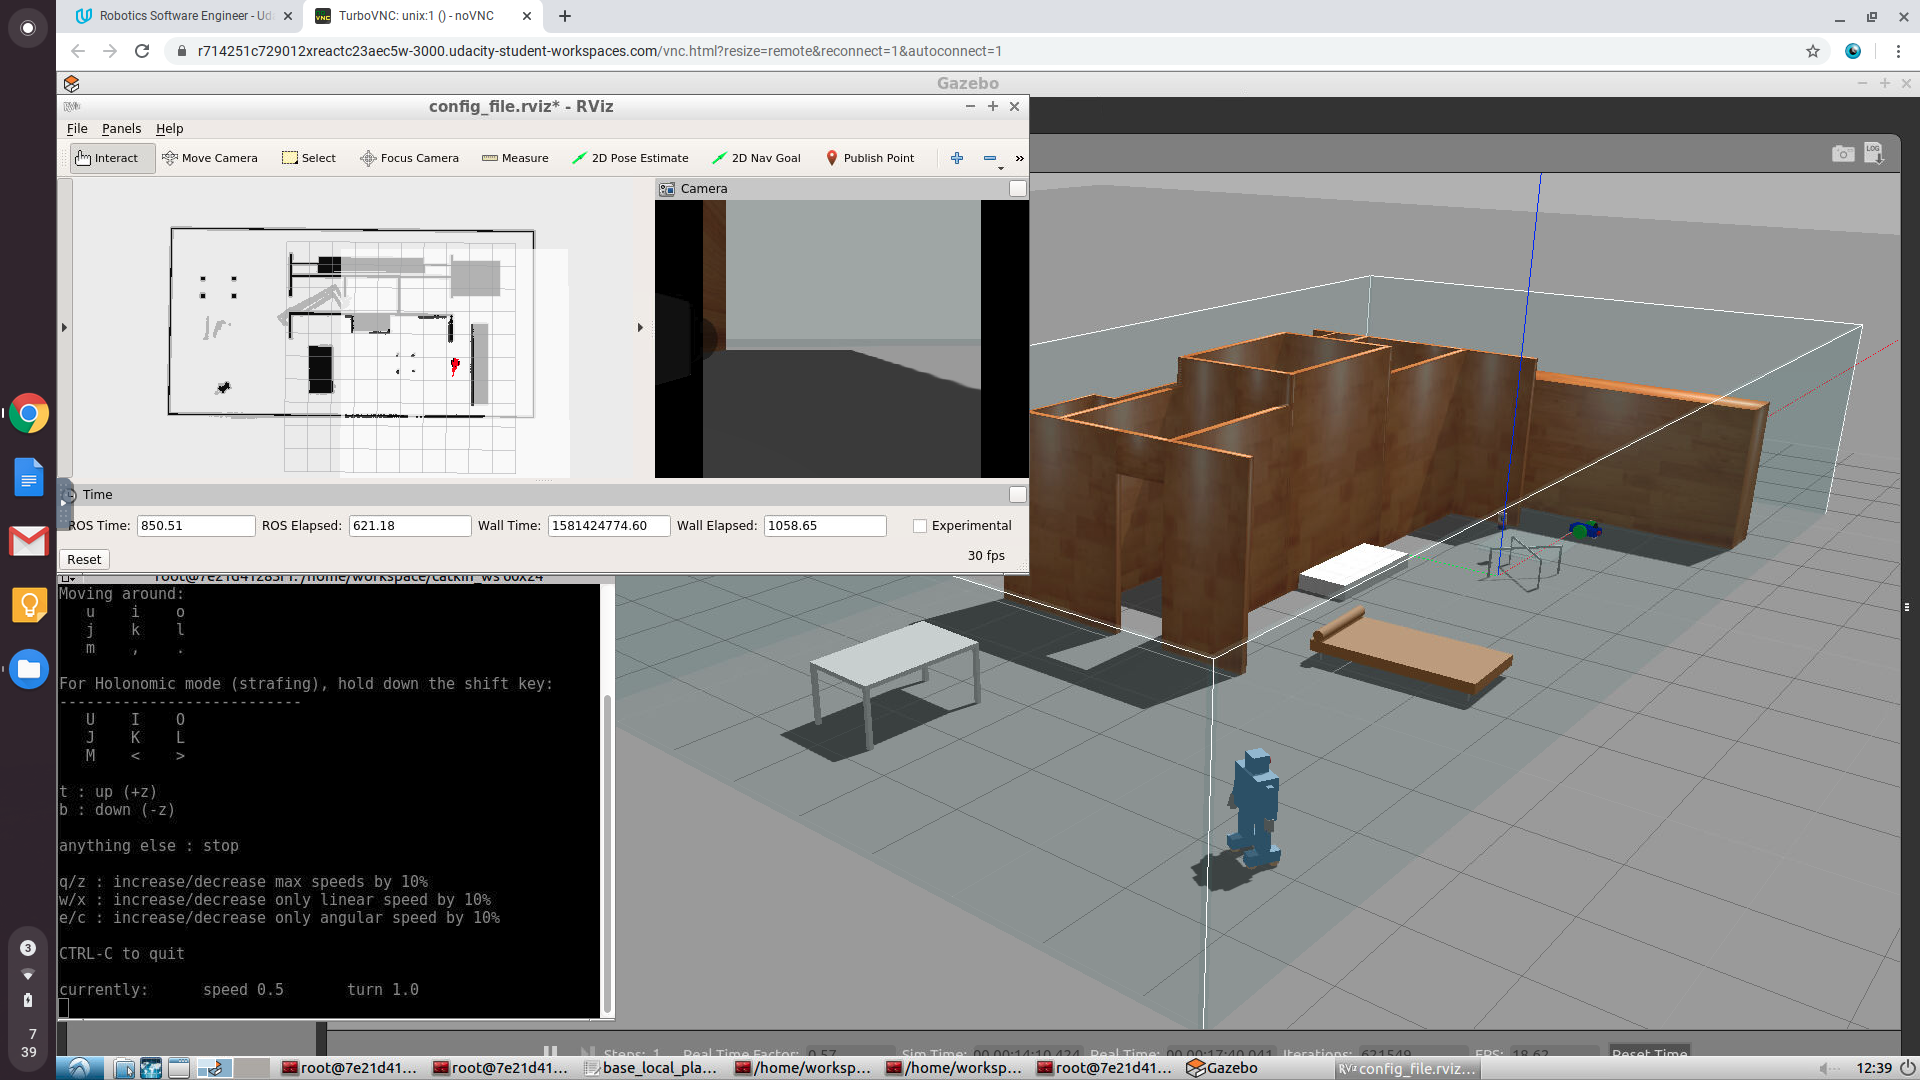 Robotics Software Engineer - Ud
TurboVNC: unix:1 () - noVNC
r714251c729012xreactc23aec5w-3000.udacity-student-workspaces.com/vnc.html?resize=remote&reconnect=1&autoconnect=1
Gazebo
config_file.rviz* - RViz
File Panels Help
Interact Move Camera Select Focus Camera Measure 2D Pose Estimate 2D Nav Goal Publish Point »
LOG
Camera
Time
ROS Time: 850.51 ROS Elapsed: 621.18 Wall Time: 1581424774.60 Wall Elapsed: 1058.65 Experimental
Reset 30 fps
Moving around:
u i o
j k l
m , .
For Holonomic mode (strafing), hold down the shift key:
---------------------------
U I O
J K L
M < >
t : up (+z)
b : down (-z)
anything else : stop
q/z : increase/decrease max speeds by 10%
w/x : increase/decrease only linear speed by 10%
e/c : increase/decrease only angular speed by 10%
CTRL-C to quit
currently: speed 0.5 turn 1.0
3
7
39
Steps: 1 Real Time Factor: 0.57 Sim Time: 00 00:14:10.424 Real Time: 00 00:17:40.041 Iterations: 621549 FPS: 18.62 Reset Time
root@7e21d41... root@7e21d41... base_local_pla... /home/worksp... /home/worksp... root@7e21d41... Gazebo config_file.rviz... 12:39